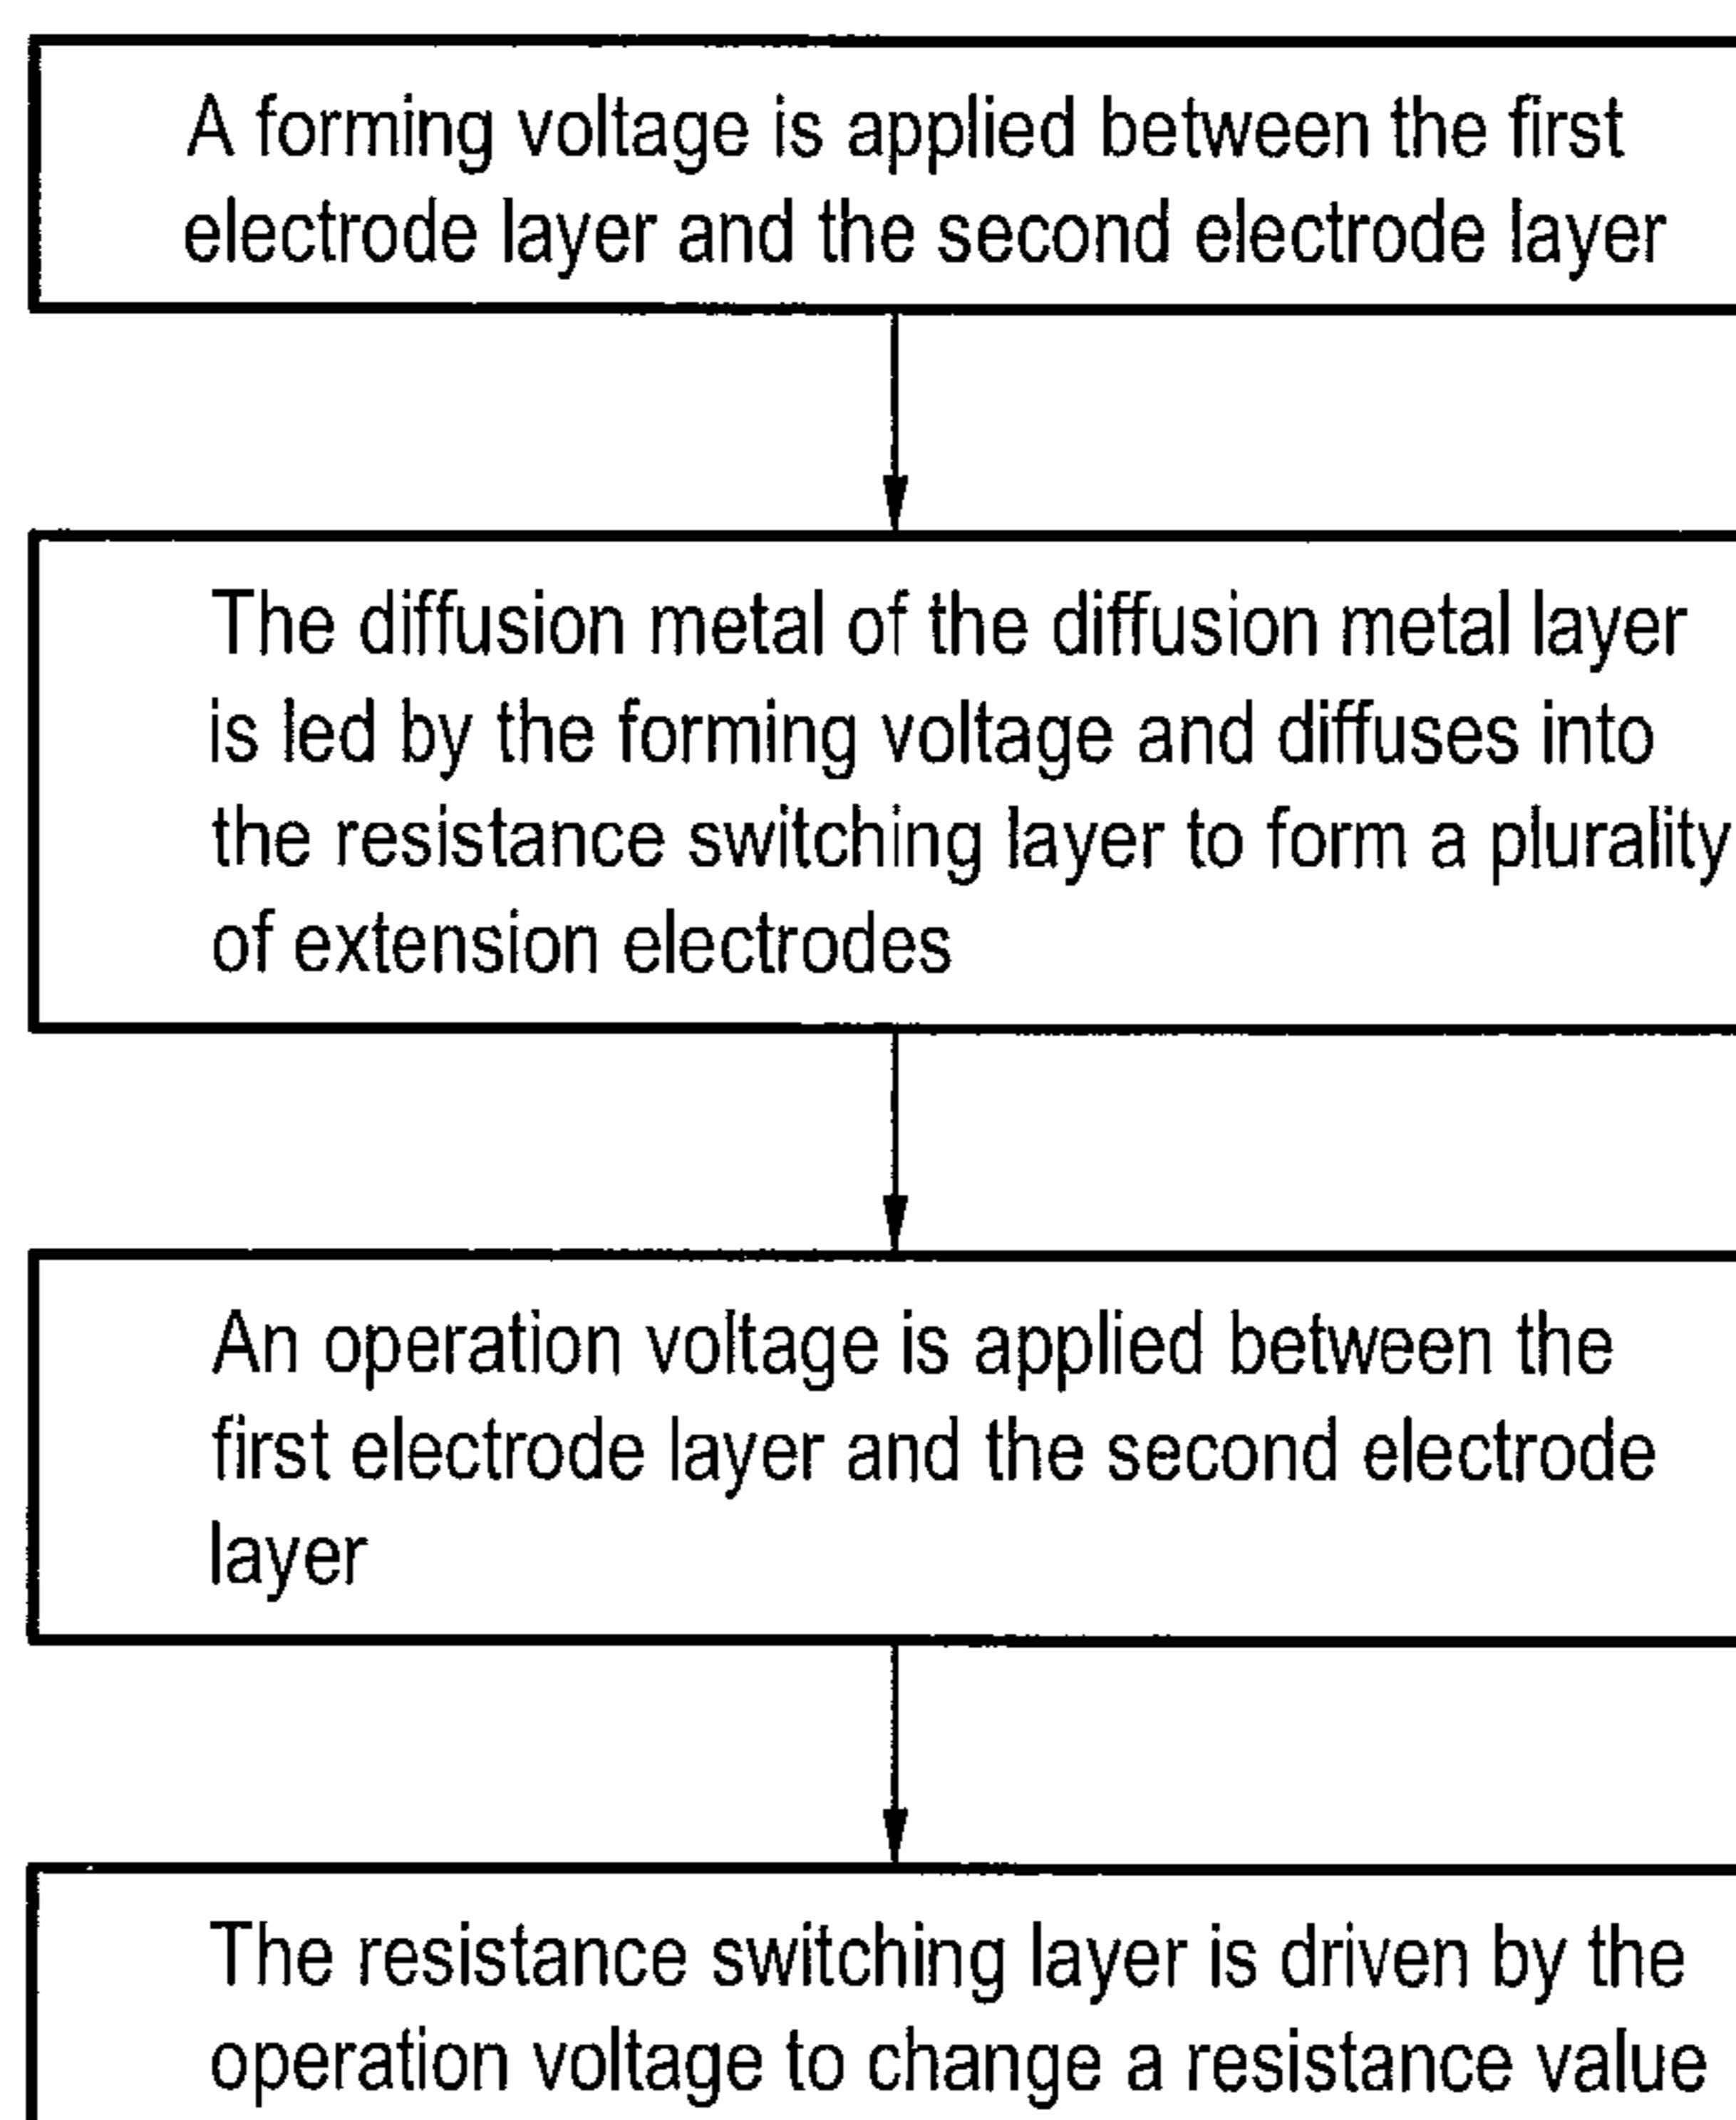 A forming voltage is applied between the first
electrode layer and the second electrode layer
The diffusion metal of the diffusion metal layer
is led by the forming voltage and diffuses into
the resistance switching layer to form a plurality
of extension electrodes
An operation voltage is applied between the
first electrode layer and the second electrode
layer
The resistance switching layer is driven by the
operation voltage to change a resistance value